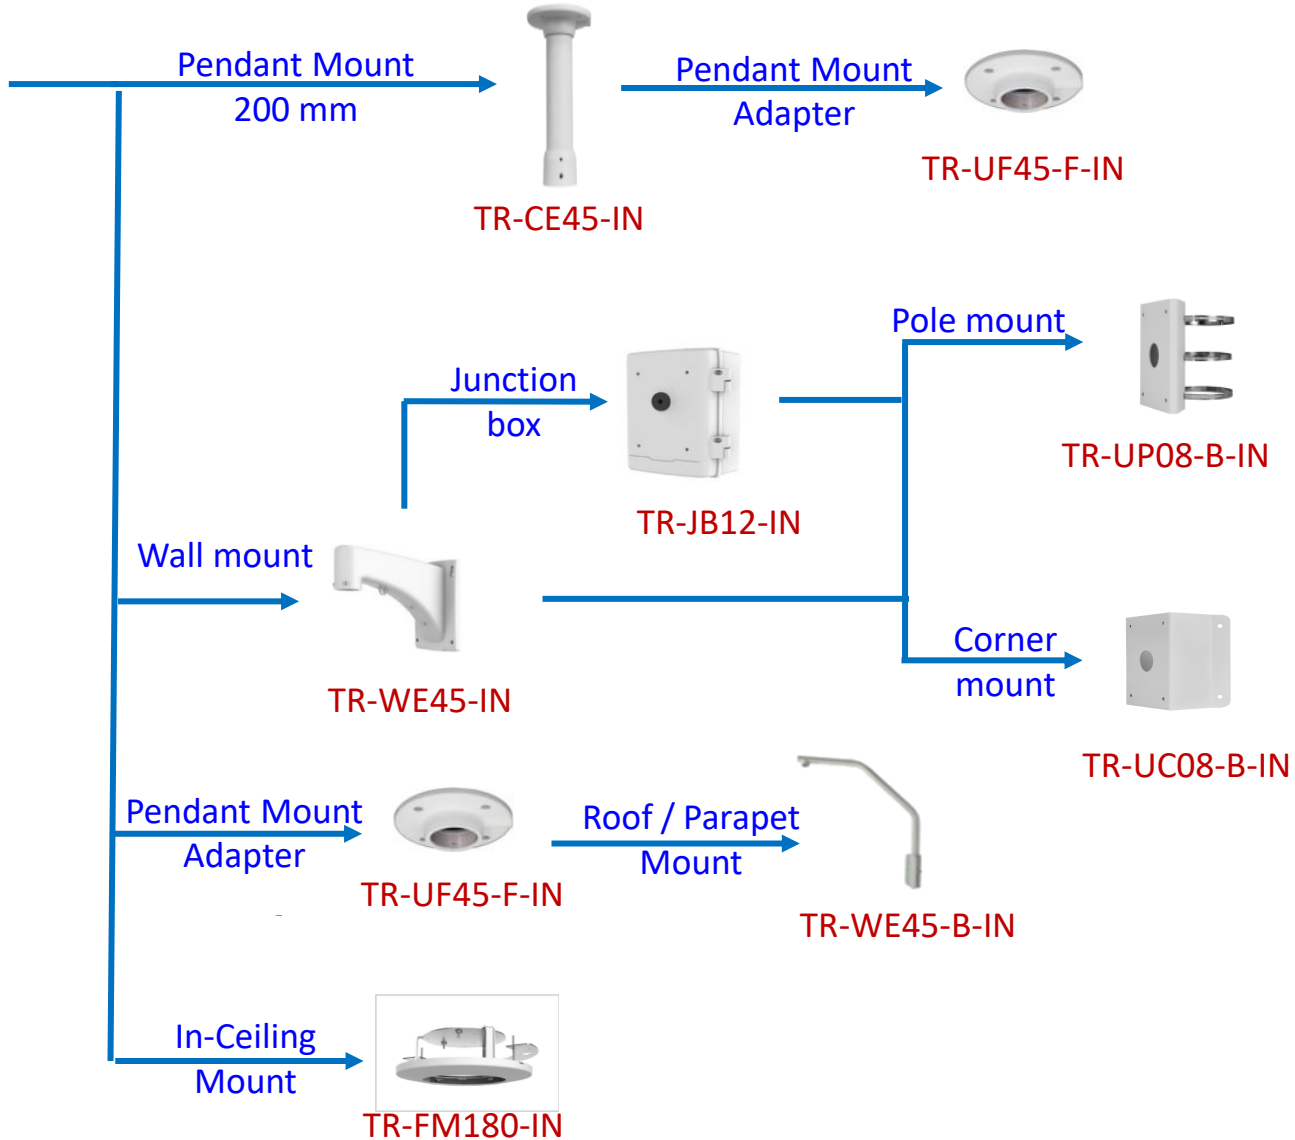 Pendant Mount
200 mm
TR-CE45-IN
Pendant Mount
Adapter
TR-UF45-F-IN
Junction
box
TR-JB12-IN
Pole mount
TR-UP08-B-IN
Wall mount
TR-WE45-IN
Corner
mount
TR-UC08-B-IN
Pendant Mount
Adapter
TR-UF45-F-IN
Roof / Parapet
Mount
TR-WE45-B-IN
In-Ceiling
Mount
TR-FM180-IN